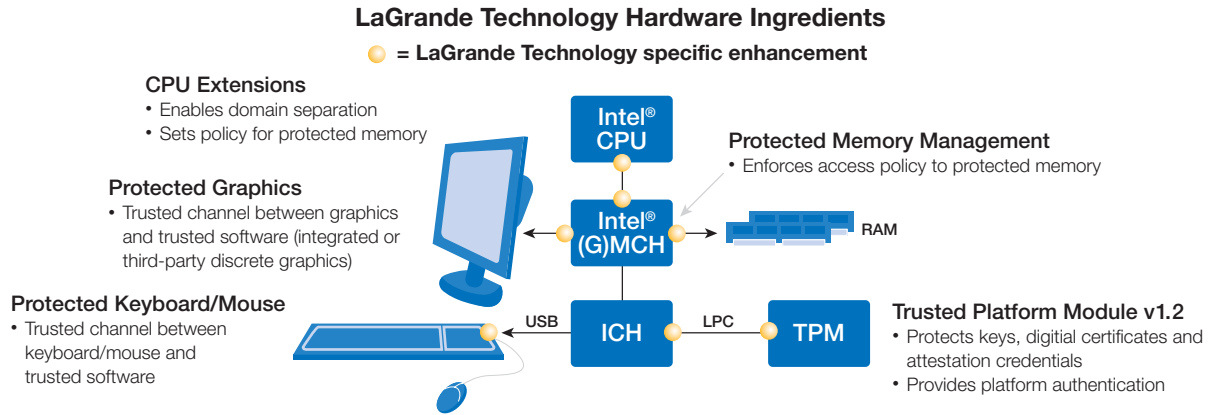 LaGrande Technology Hardware Ingredients
= LaGrande Technology specific enhancement
CPU Extensions
• Enables domain separation
• Sets policy for protected memory
Intel®
CPU
Protected Memory Management
• Enforces access policy to protected memory
Protected Graphics
• Trusted channel between graphics
and trusted software (integrated or
third-party discrete graphics)
Intel®
(G)MCH
RAM
Protected Keyboard/Mouse
• Trusted channel between
keyboard/mouse and
trusted software
USB
ICH
LPC
TPM
Trusted Platform Module v1.2
• Protects keys, digitial certificates and
attestation credentials
• Provides platform authentication